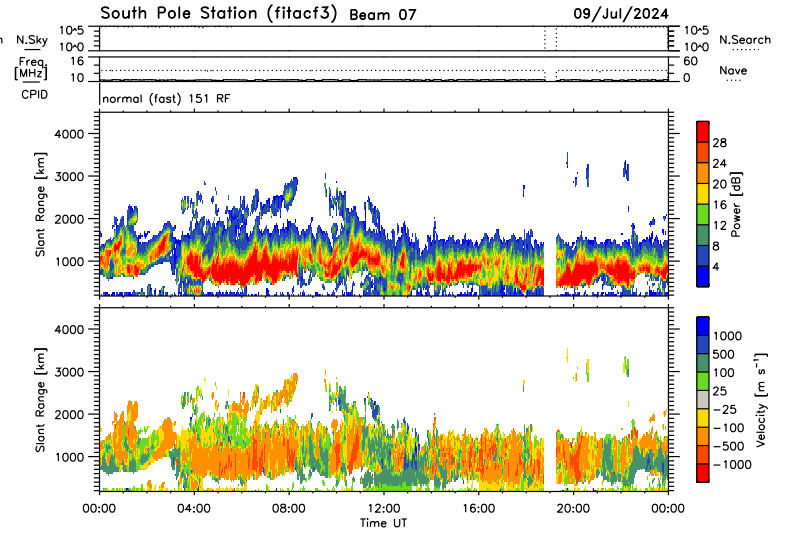 South Pole Station (fitacf3) Beam 07 09/Jul/2024
n N.Sky 10^5 10^0 10^5 10^0 N.Search
Freq. [MHz] 16 10 60 0 Nave
CPID normal (fast) 151 RF
Slant Range [km] 4000 3000 2000 1000
28 24 20 16 12 8 4 Power [dB]
Slant Range [km] 4000 3000 2000 1000
1000 500 100 25 -25 -100 -500 -1000 Velocity [m s⁻¹]
00:00 04:00 08:00 12:00 16:00 20:00 00:00
Time UT